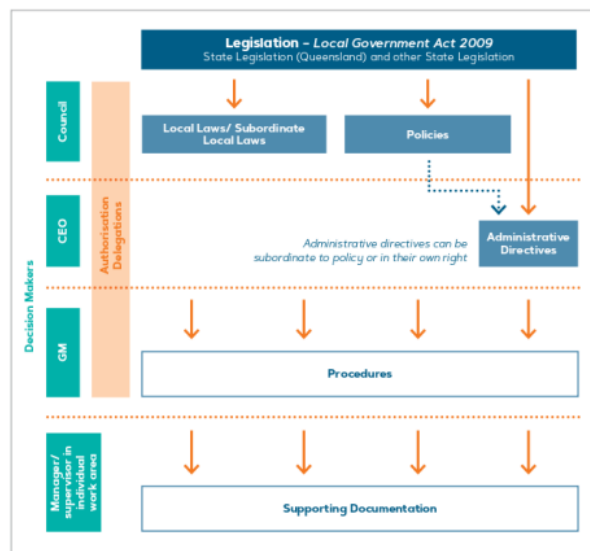 Legislation – Local Government Act 2009
State Legislation (Queensland) and other State Legislation
Decision Makers
Council
Authorisation
Delegations
Local Laws/ Subordinate
Local Laws
Policies
CEO
Administrative directives can be
subordinate to policy or in their own right
Administrative
Directives
GM
Procedures
Manager/
supervisor in
individual
work area
Supporting Documentation